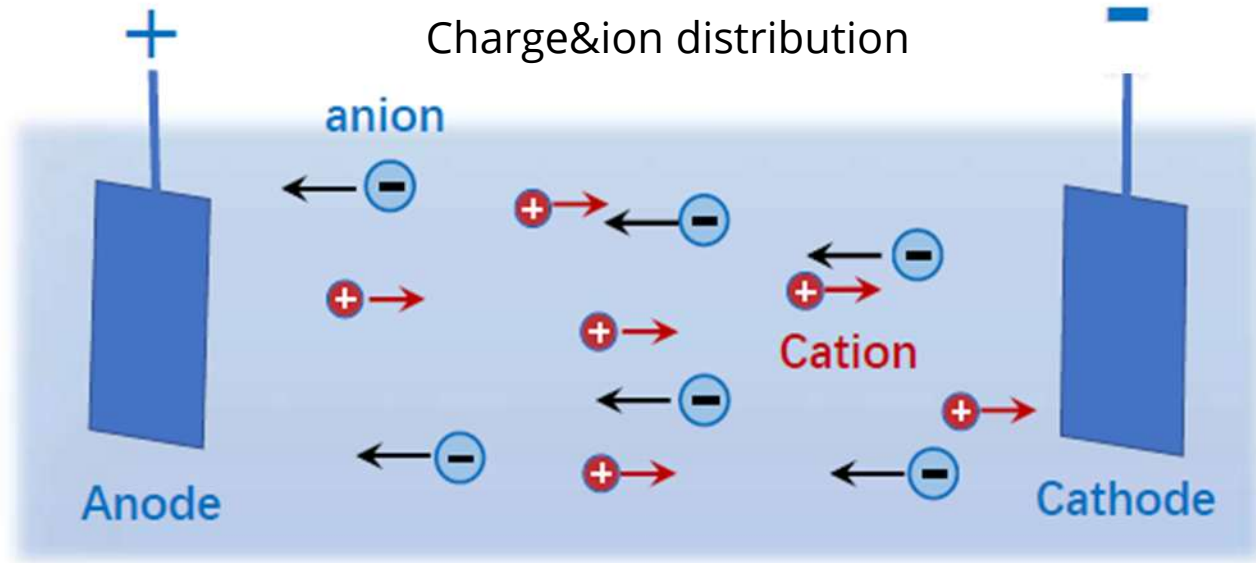 +
-
Charge&ion distribution
anion
-
+
-
-
+
+
+
Cation
-
+
-
+
-
Anode
Cathode